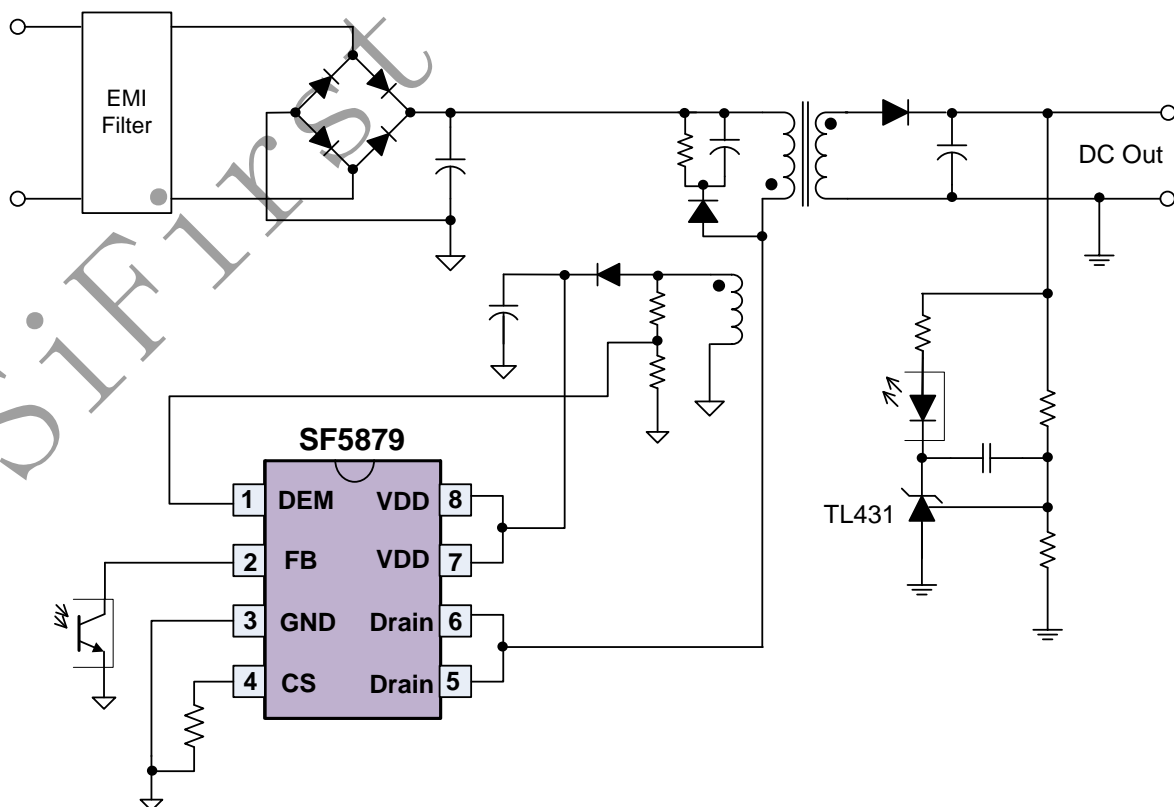 EMI
Filter
DC Out
SiFirst
SF5879
1 DEM VDD 8
2 FB VDD 7
3 GND Drain 6
4 CS Drain 5
TL431